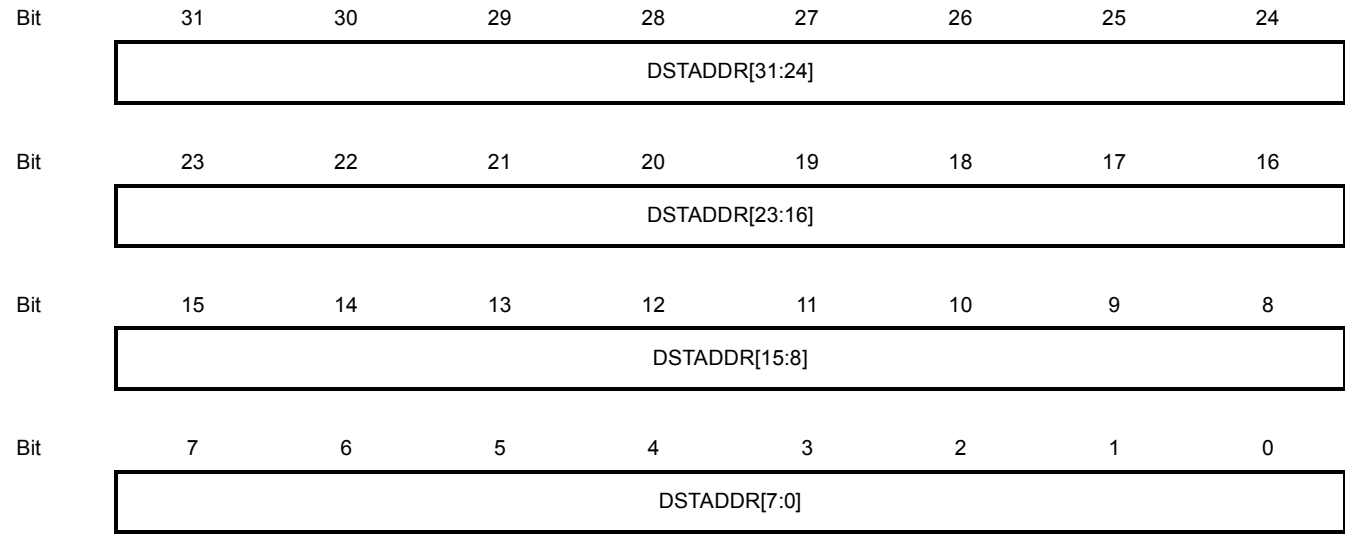 Bit 31 30 29 28 27 26 25 24
DSTADDR[31:24]
Bit 23 22 21 20 19 18 17 16
DSTADDR[23:16]
Bit 15 14 13 12 11 10 9 8
DSTADDR[15:8]
Bit 7 6 5 4 3 2 1 0
DSTADDR[7:0]